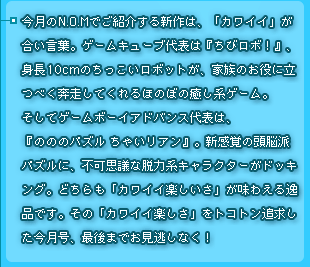 今月のN.O.Mでご紹介する新作は、「カワイイ」が
合い言葉。ゲームキューブ代表は『ちびロボ！』、
身長10cmのちっこいロボットが、家族のお役に立
つべく奔走してくれるほのぼの癒し系ゲーム。
そしてゲームボーイアドバンス代表は、
『のののパズル ちゃいリアン』。新感覚の頭脳派
パズルに、不可思議な脱力系キャラクターがドッキ
ング。どちらも「カワイイ楽しいさ」が味わえる逸
品です。その「カワイイ楽しさ」をトコトン追求し
た今月号、最後までお見逃しなく！